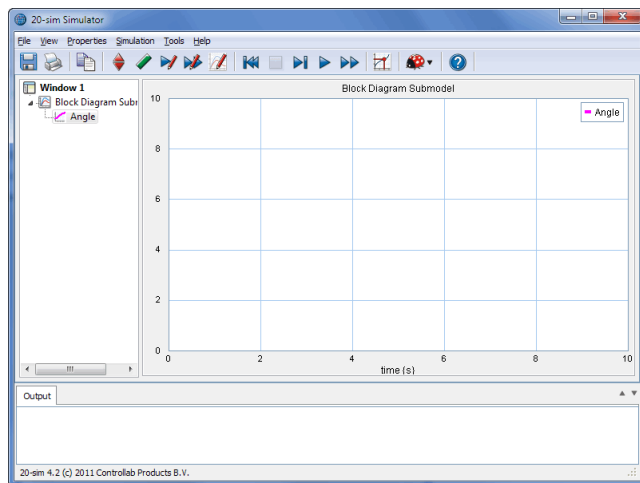 20-sim Simulator
File View Properties Simulation Tools Help
Window 1
Block Diagram Subr
Angle
Block Diagram Submodel
Angle
10
8
6
4
2
0
0 2 4 6 8 10
time (s)
Output
20-sim 4.2 (c) 2011 Controllab Products B.V.